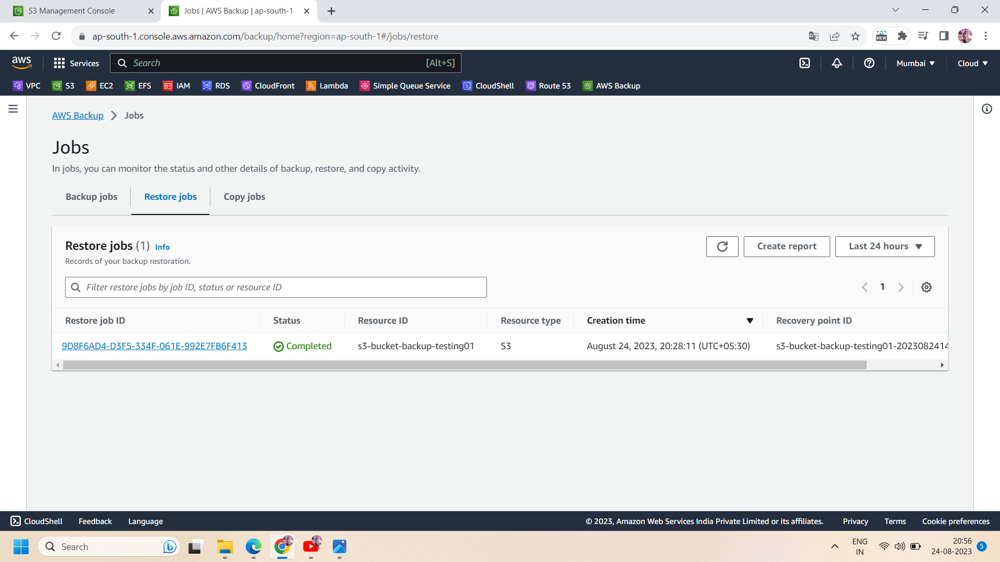 S3 Management Console
Jobs | AWS Backup | ap-south-1
ap-south-1.console.aws.amazon.com/backup/home?region=ap-south-1#/jobs/restore
NEW
aws
Services
Search
[Alt+S]
Mumbai
Cloud
VPC
S3
EC2
EFS
IAM
RDS
CloudFront
Lambda
Simple Queue Service
CloudShell
Route 53
AWS Backup
AWS Backup
Jobs
Jobs
In jobs, you can monitor the status and other details of backup, restore, and copy activity.
Backup jobs
Restore jobs
Copy jobs
Restore jobs (1) Info
Records of your backup restoration.
Create report
Last 24 hours
Filter restore jobs by job ID, status or resource ID
1
Restore job ID
Status
Resource ID
Resource type
Creation time
Recovery point ID
9D8F6AD4-D3F5-334F-061E-992E7FB6F413
Completed
s3-bucket-backup-testing01
S3
August 24, 2023, 20:28:11 (UTC+05:30)
s3-bucket-backup-testing01-2023082414
CloudShell
Feedback
Language
© 2023, Amazon Web Services India Private Limited or its affiliates.
Privacy
Terms
Cookie preferences
Search
ENG
IN
20:56
24-08-2023
5